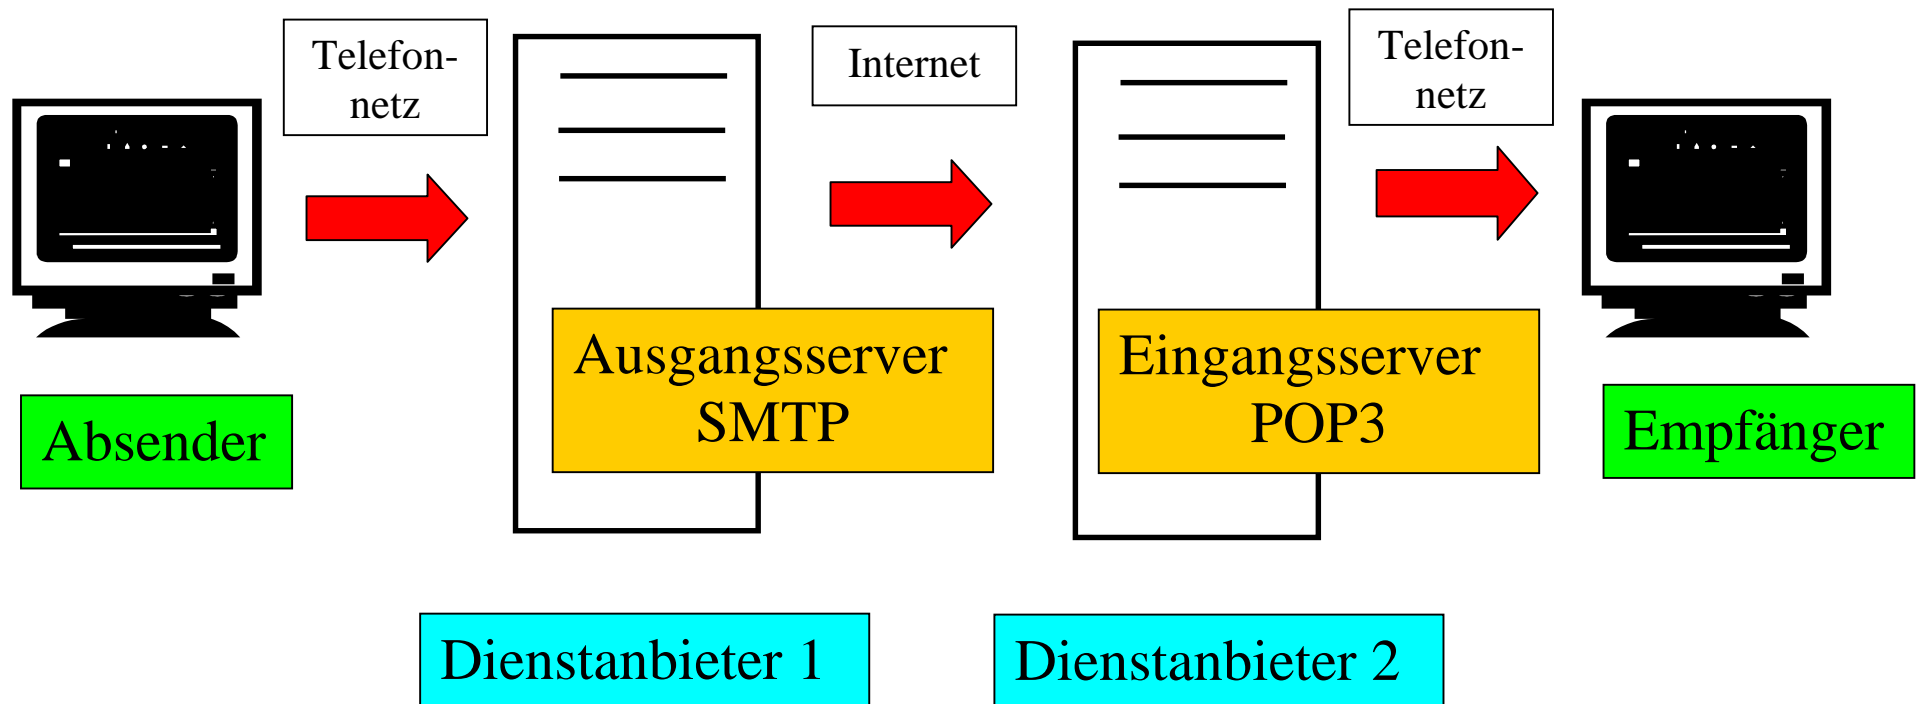 Telefon-
netz
Internet
Telefon-
netz
Ausgangsserver
SMTP
Eingangsserver
POP3
Absender
Empfänger
Dienstanbieter 1
Dienstanbieter 2